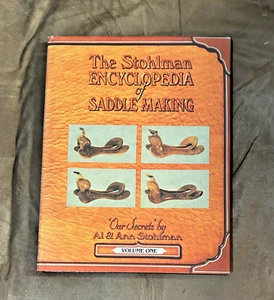 The Stohlman
ENCYCLOPEDIA
of
SADDLE MAKING
"Our Secrets" by
Al & Ann Stohlman
VOLUME ONE